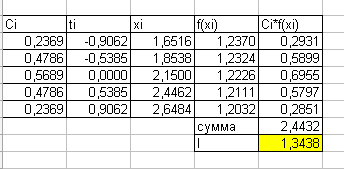 Ci ti xi f(xi) Ci*f(xi)
0,2369 -0,9062 1,6516 1,2370 0,2931
0,4786 -0,5385 1,8538 1,2324 0,5899
0,5689 0,0000 2,1500 1,2226 0,6955
0,4786 0,5385 2,4462 1,2111 0,5797
0,2369 0,9062 2,6484 1,2032 0,2851
сумма 2,4432
I 1,3438